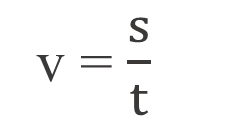 v = s/t